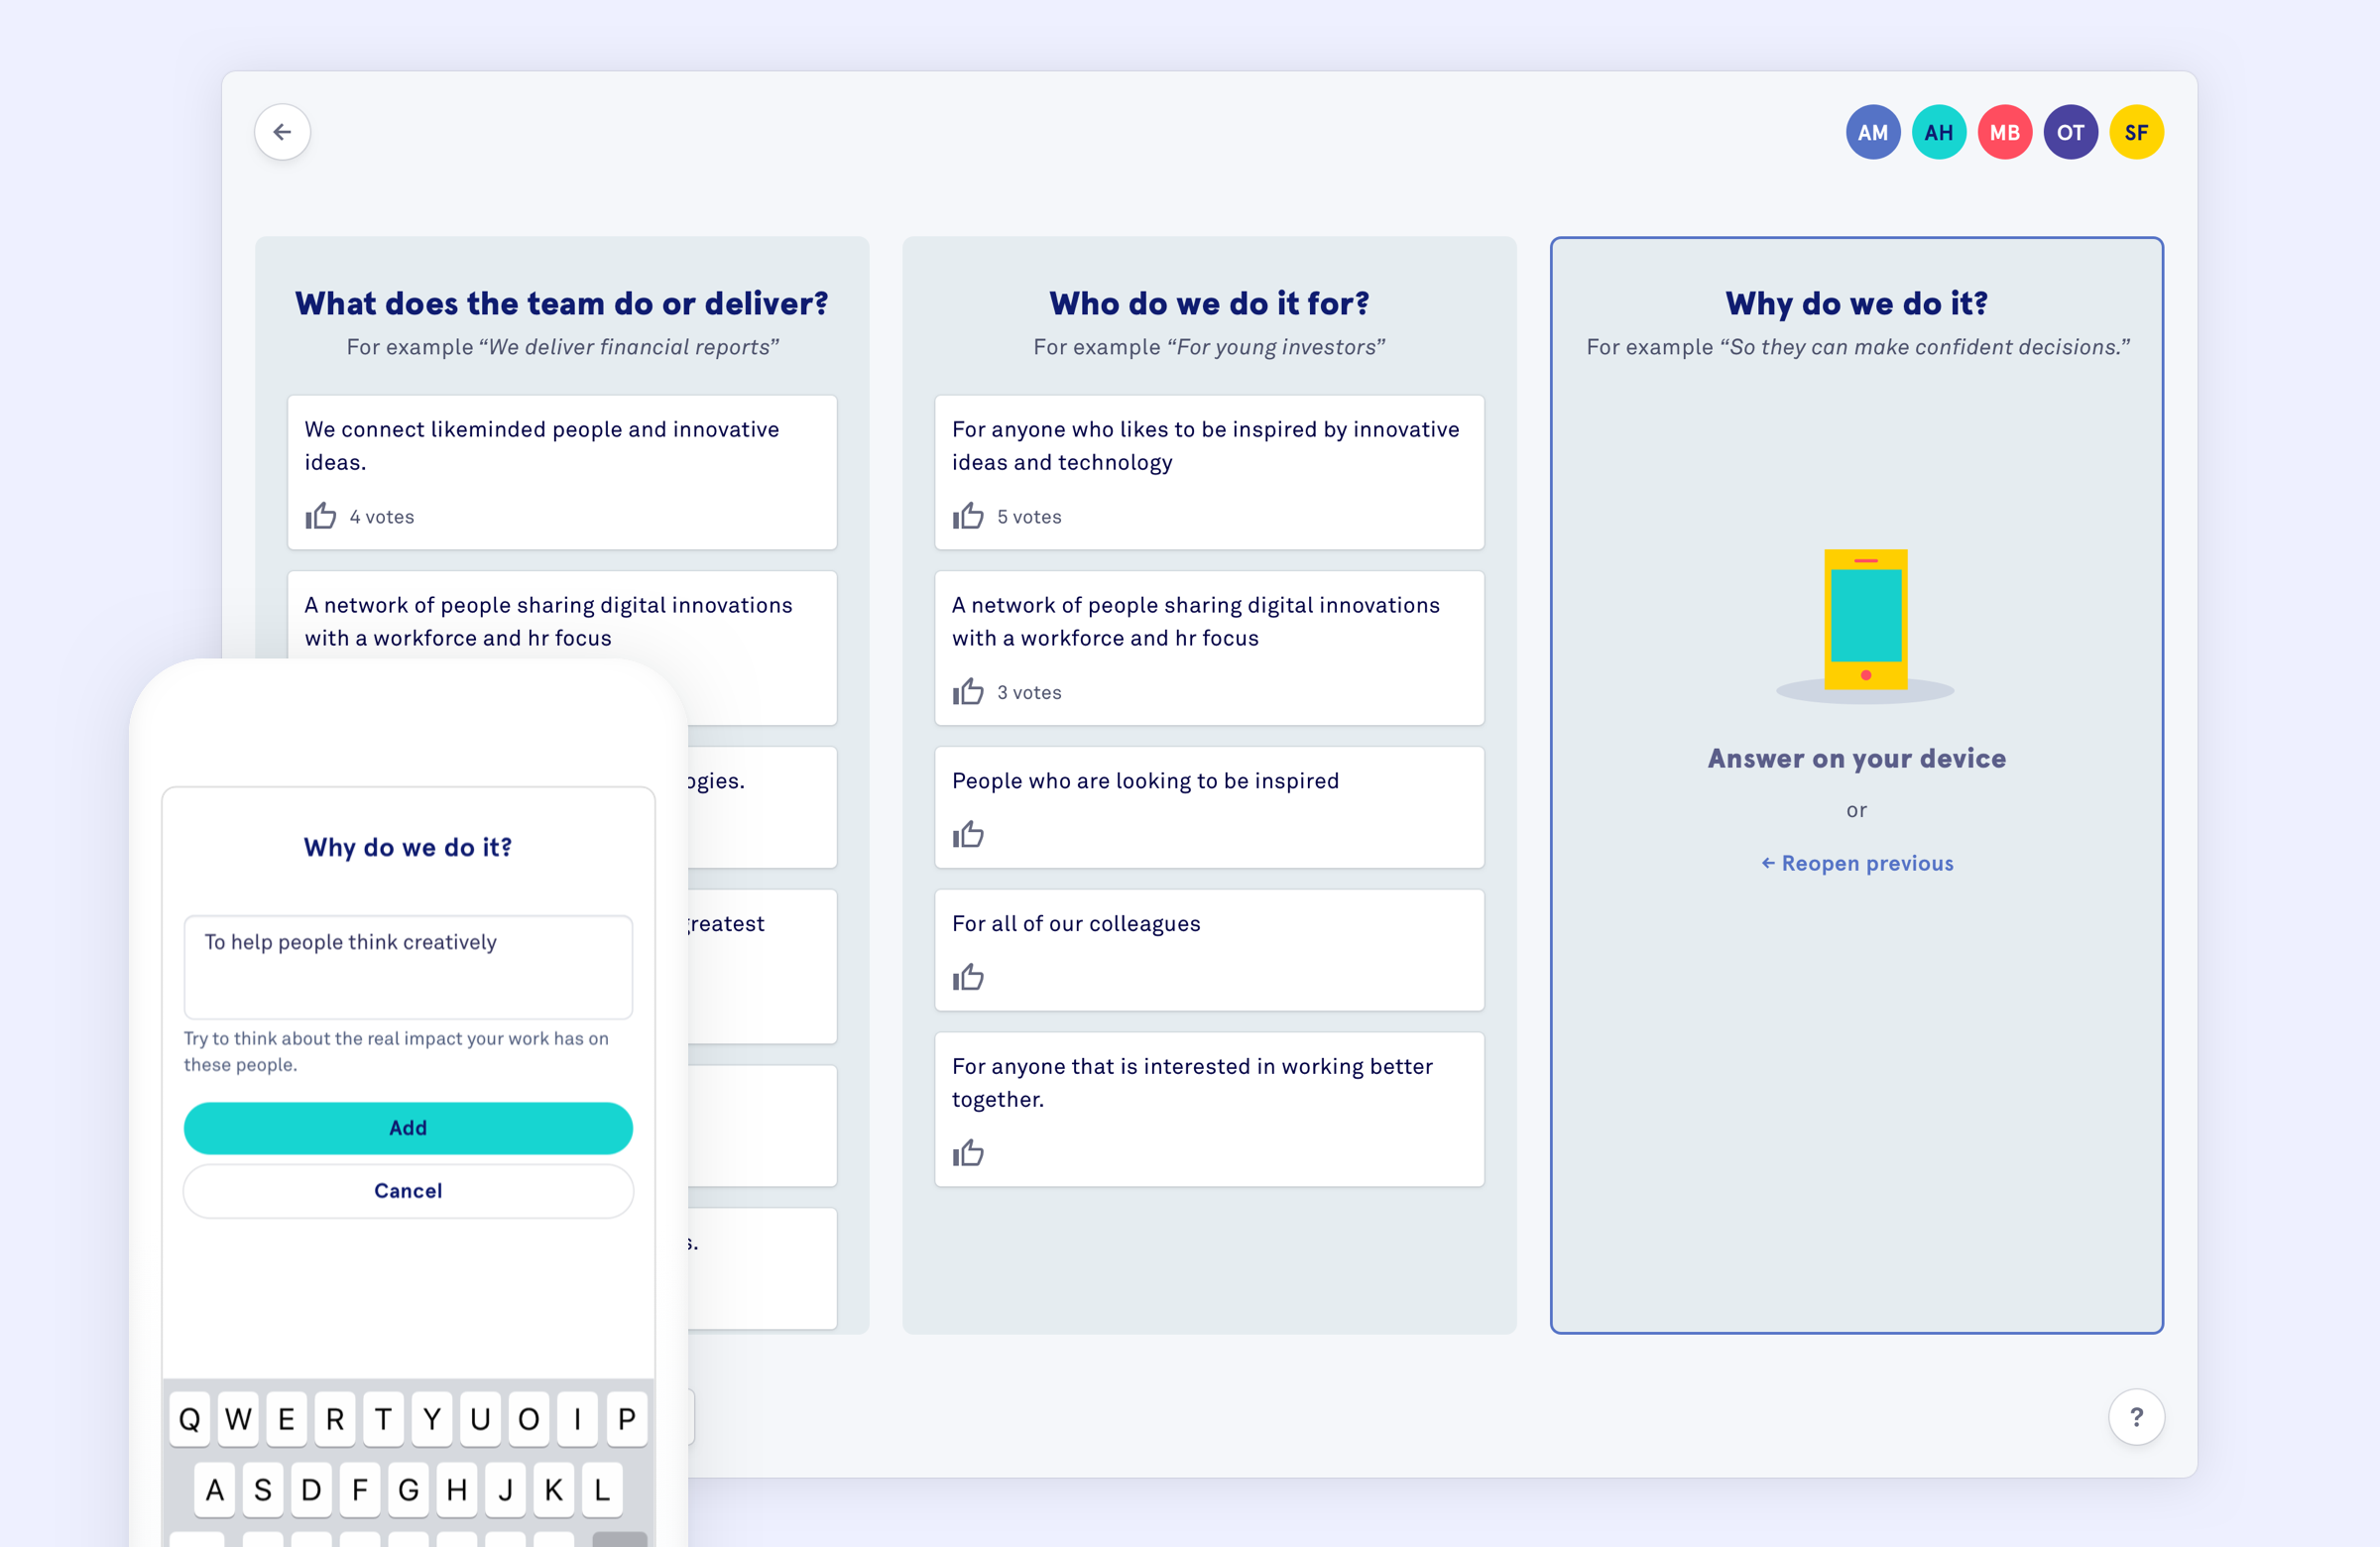 AM AH MB OT SF
What does the team do or deliver?
For example “We deliver financial reports”
We connect likeminded people and innovative
ideas.
4 votes
A network of people sharing digital innovations
with a workforce and hr focus
Who do we do it for?
For example “For young investors”
For anyone who likes to be inspired by innovative
ideas and technology
5 votes
A network of people sharing digital innovations
with a workforce and hr focus
3 votes
People who are looking to be inspired
For all of our colleagues
For anyone that is interested in working better
together.
Why do we do it?
For example “So they can make confident decisions.”
Answer on your device
or
← Reopen previous
?
Why do we do it?
To help people think creatively
Try to think about the real impact your work has on
these people.
Add
Cancel
Q W E R T Y U O I P
A S D F G H J K L